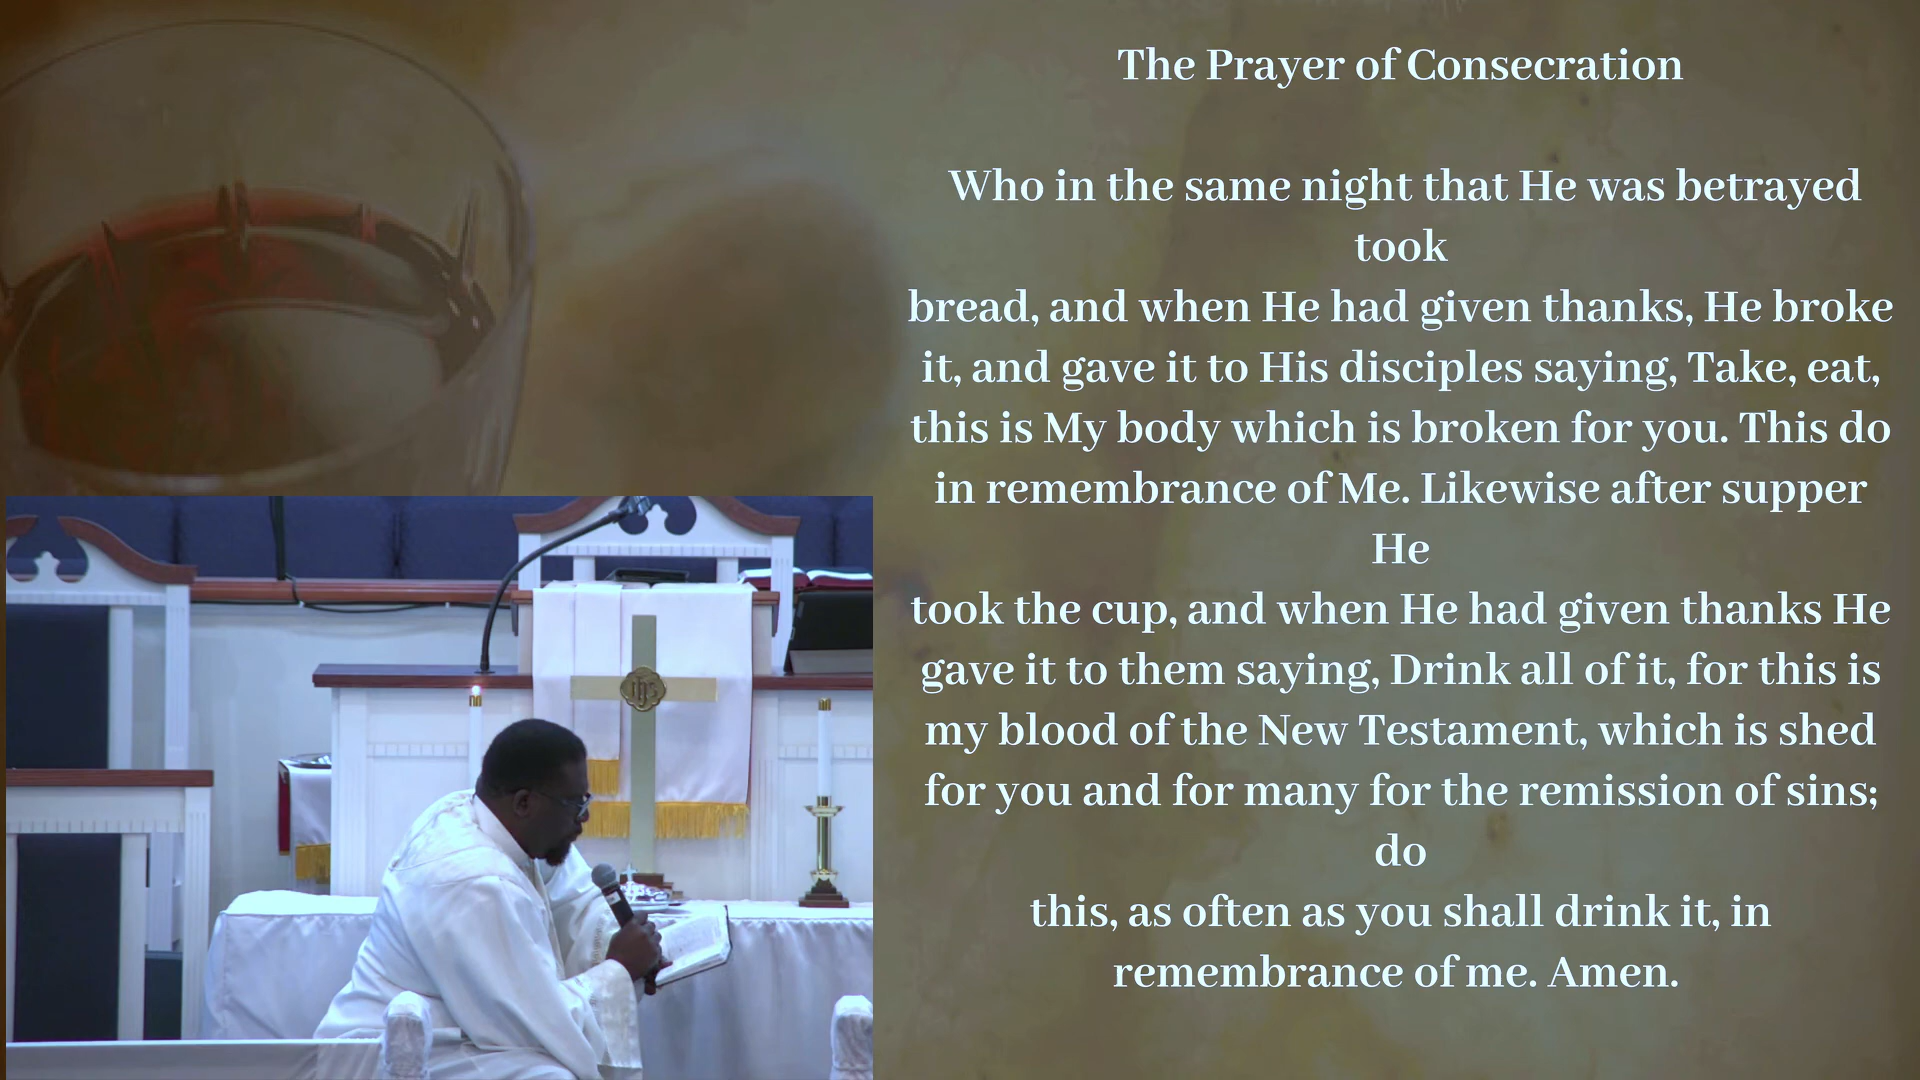 The Prayer of Consecration
Who in the same night that He was betrayed
took
bread, and when He had given thanks, He broke
it, and gave it to His disciples saying, Take, eat,
this is My body which is broken for you. This do
in remembrance of Me. Likewise after supper
He
took the cup, and when He had given thanks He
gave it to them saying, Drink all of it, for this is
my blood of the New Testament, which is shed
for you and for many for the remission of sins;
do
this, as often as you shall drink it, in
remembrance of me. Amen.
IHS